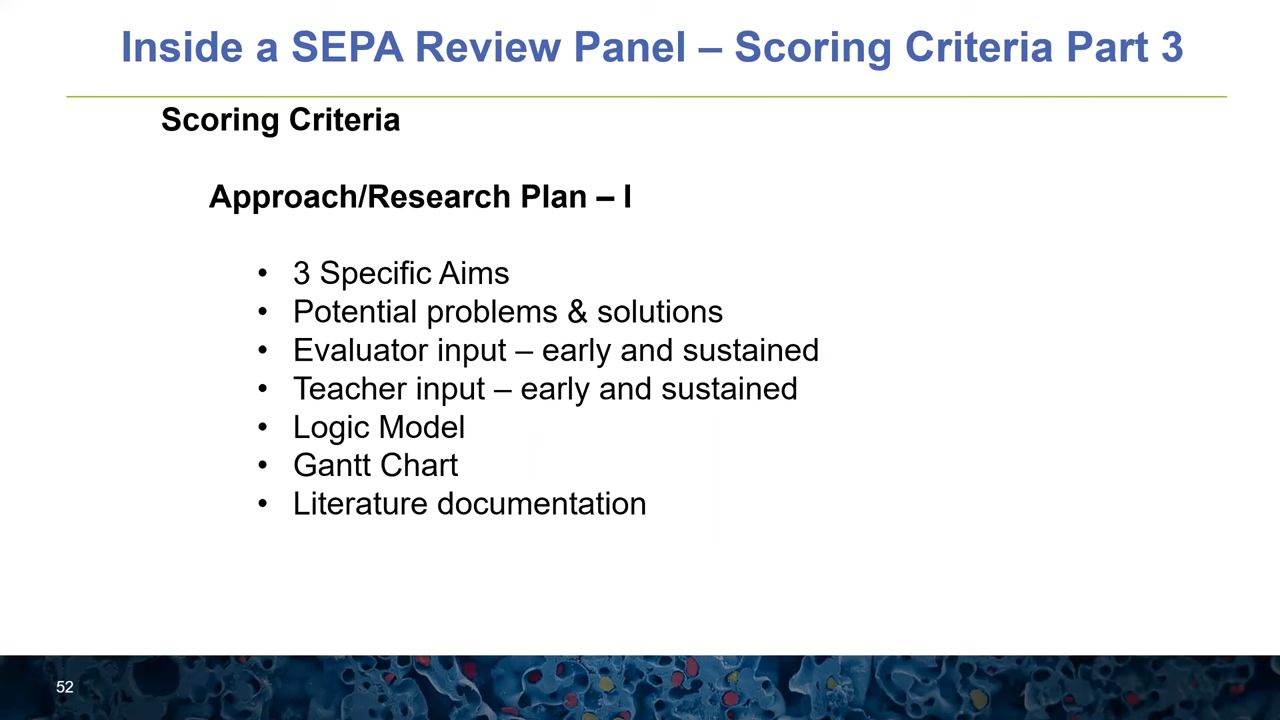 Inside a SEPA Review Panel – Scoring Criteria Part 3
Scoring Criteria
Approach/Research Plan – I
• 3 Specific Aims
• Potential problems & solutions
• Evaluator input – early and sustained
• Teacher input – early and sustained
• Logic Model
• Gantt Chart
• Literature documentation
52